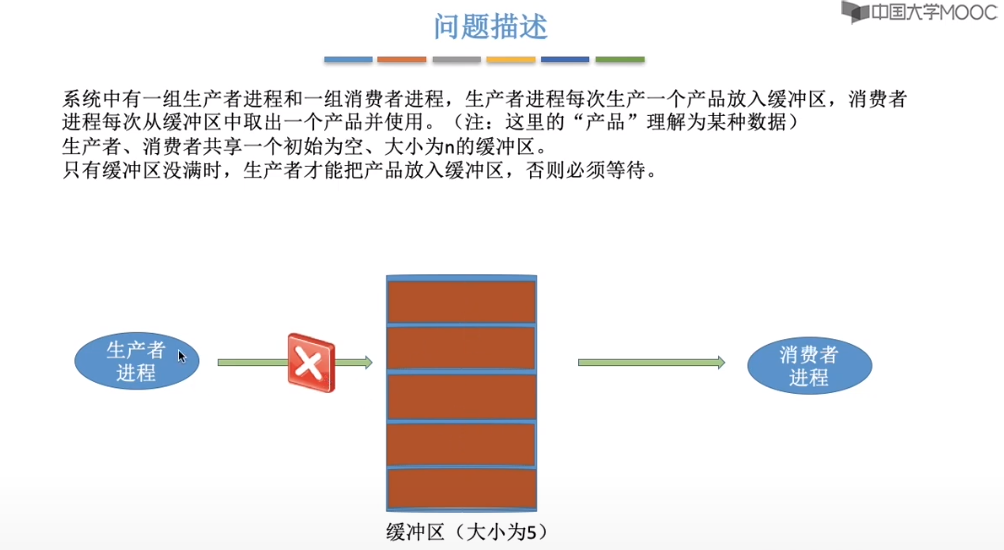 中国大学MOOC
问题描述
系统中有一组生产者进程和一组消费者进程，生产者进程每次生产一个产品放入缓冲区，消费者
进程每次从缓冲区中取出一个产品并使用。（注：这里的“产品”理解为某种数据）
生产者、消费者共享一个初始为空、大小为n的缓冲区。
只有缓冲区没满时，生产者才能把产品放入缓冲区，否则必须等待。
生产者
进程
消费者
进程
缓冲区（大小为5）